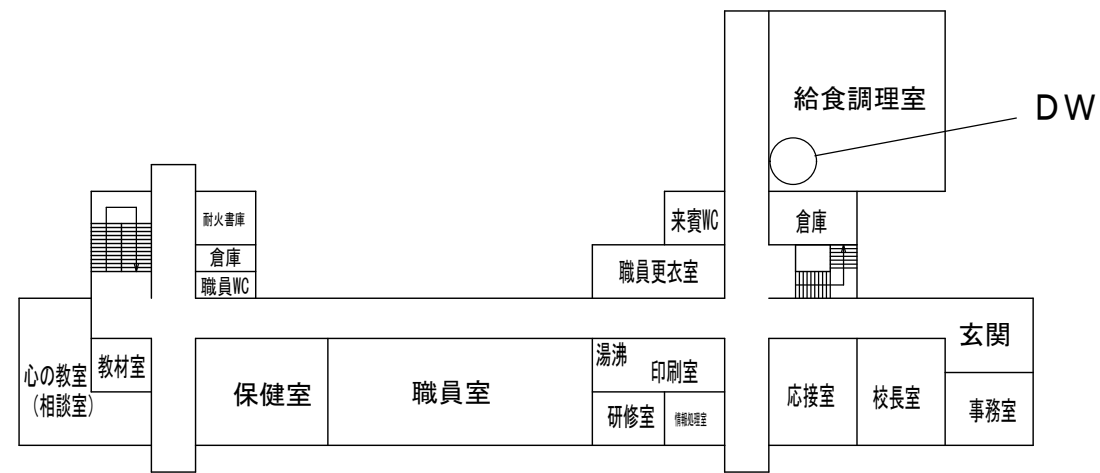 給食調理室
ＤＷ
耐火書庫
来賓WC
倉庫
倉庫
職員WC
職員更衣室
玄関
心の教室
（相談室）
教材室
保健室
職員室
湯沸
印刷室
研修室
情報処理室
応接室
校長室
事務室